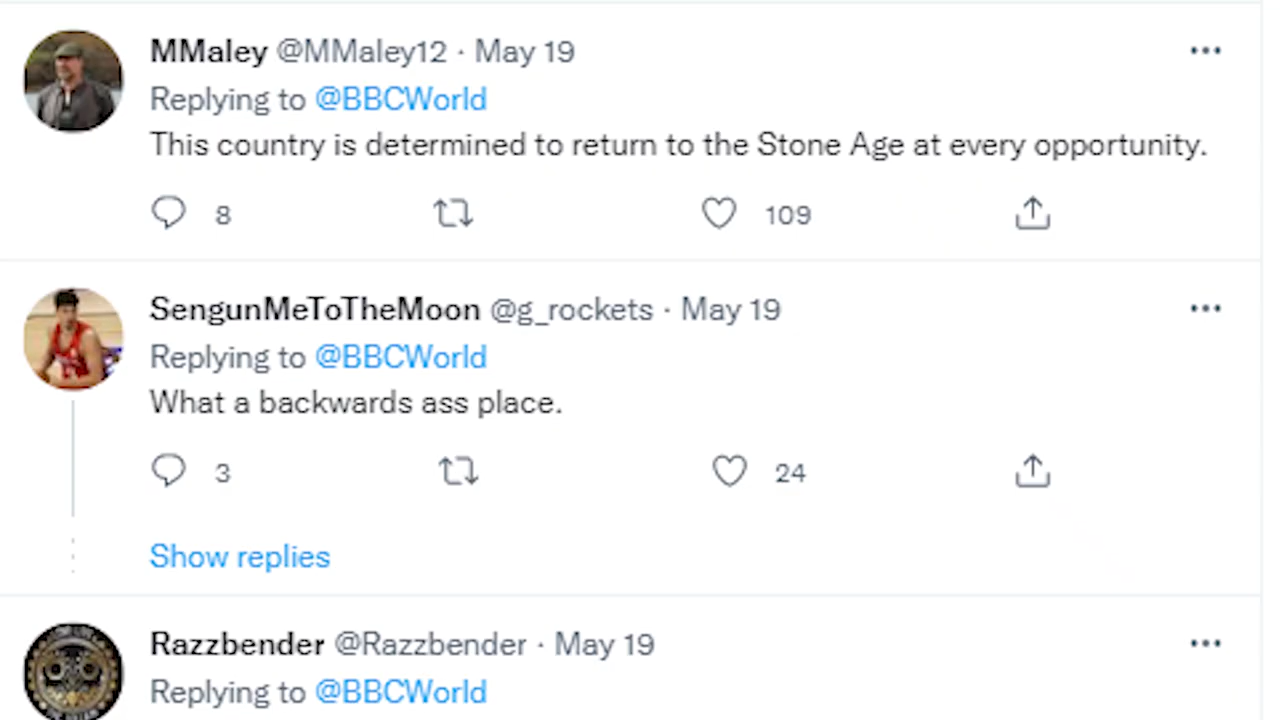 MMaley @MMaley12 · May 19
Replying to @BBCWorld
This country is determined to return to the Stone Age at every opportunity.
8 109
SengunMeToTheMoon @g_rockets · May 19
Replying to @BBCWorld
What a backwards ass place.
3 24
Show replies
Razzbender @Razzbender · May 19
Replying to @BBCWorld